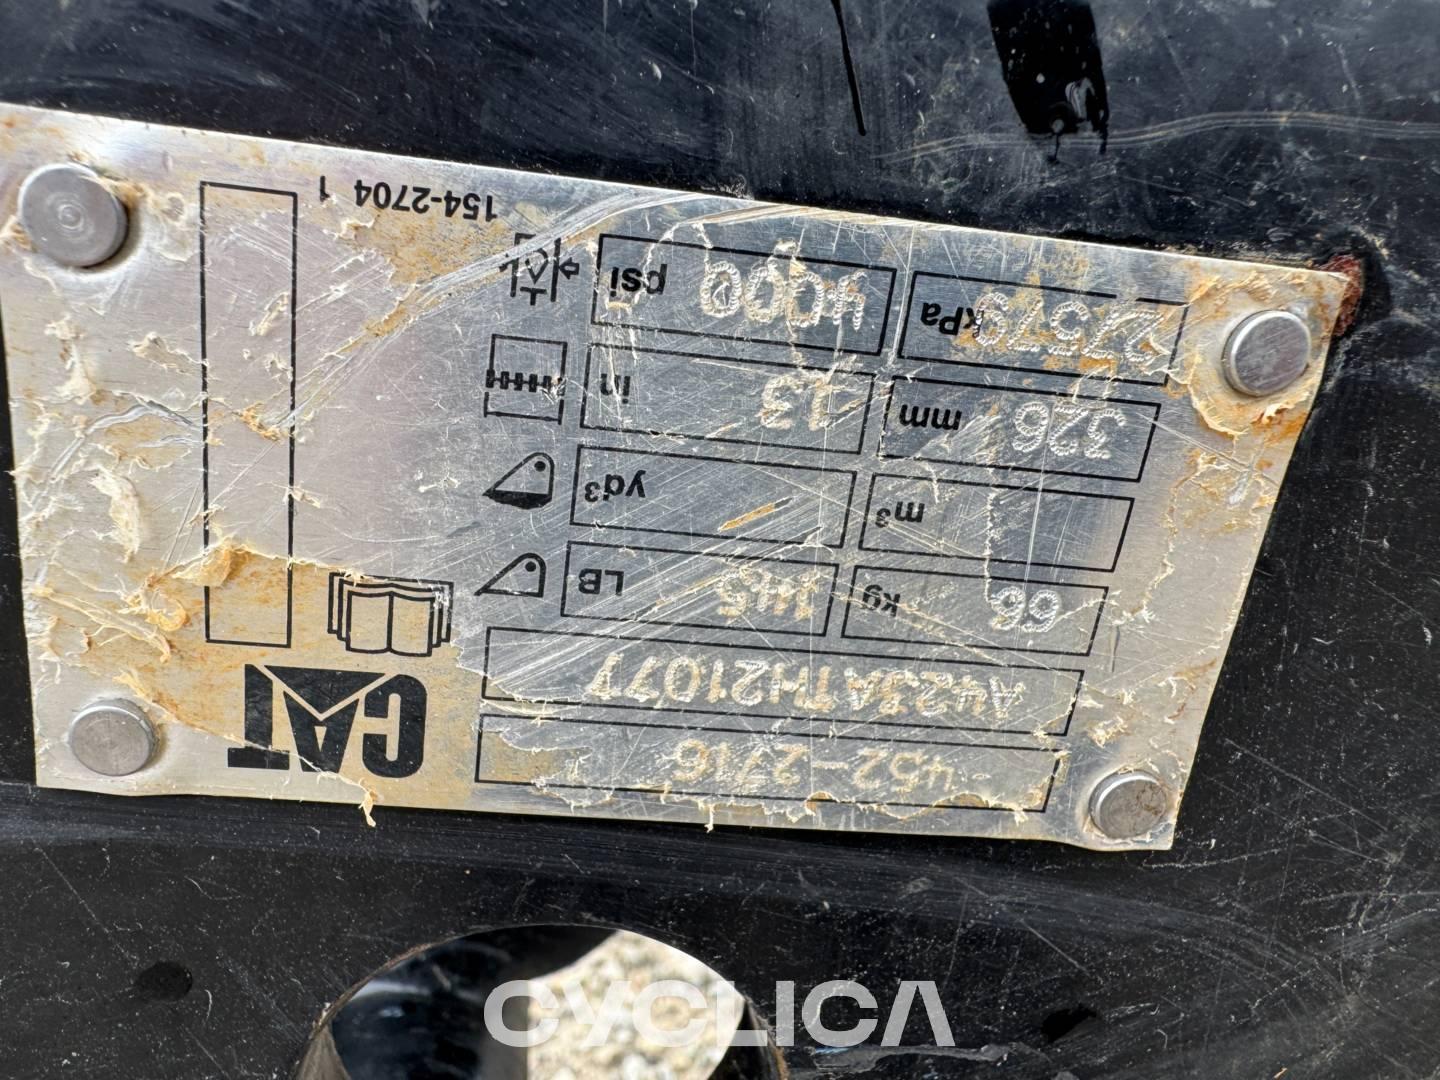 CAT
452-2716
A423ATH21077
66 kg 145 LB
m³ yd3
326 mm 13 in
27579 kPa 4000 psi
154-2704 1
CYCLICA